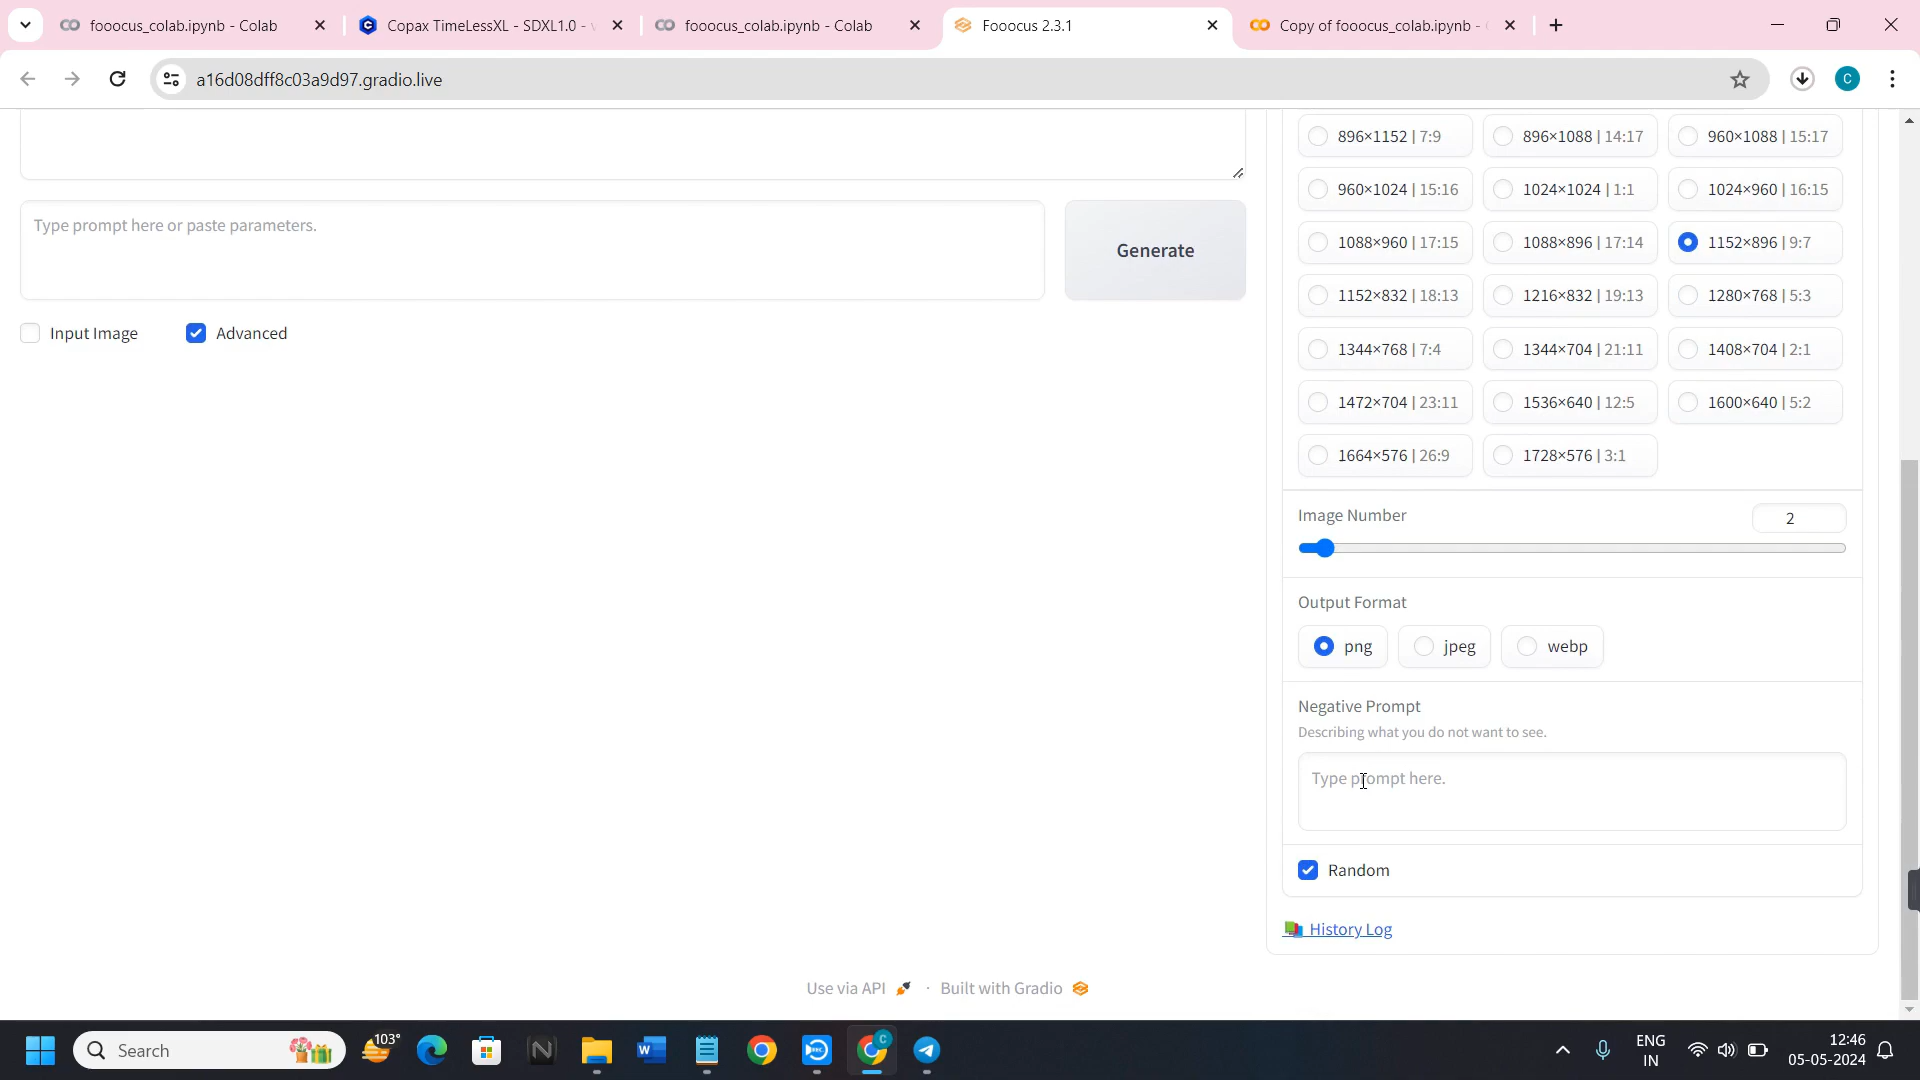 fooocus_colab.ipynb - Colab
Copax TimeLessXL - SDXL1.0 -
fooocus_colab.ipynb - Colab
Fooocus 2.3.1
Copy of fooocus_colab.ipynb -
a16d08dff8c03a9d97.gradio.live
C
896×1152 | 7:9
896×1088 | 14:17
960×1088 | 15:17
960×1024 | 15:16
1024×1024 | 1:1
1024×960 | 16:15
Type prompt here or paste parameters.
Generate
1088×960 | 17:15
1088×896 | 17:14
1152×896 | 9:7
1152×832 | 18:13
1216×832 | 19:13
1280×768 | 5:3
Input Image
Advanced
1344×768 | 7:4
1344×704 | 21:11
1408×704 | 2:1
1472×704 | 23:11
1536×640 | 12:5
1600×640 | 5:2
1664×576 | 26:9
1728×576 | 3:1
Image Number
2
Output Format
png
jpeg
webp
Negative Prompt
Describing what you do not want to see.
Type prompt here.
Random
History Log
Use via API
· Built with Gradio
Search
103°
C
ENG
IN
12:46
05-05-2024